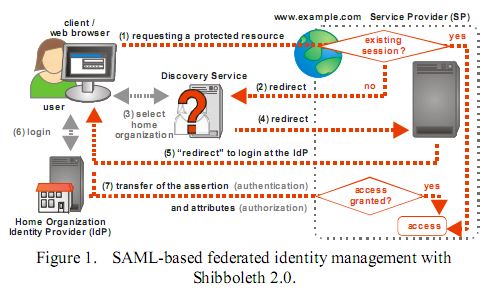 client / www.example.com Service Provider (SP)
web browser (1) requesting a protected resource existing yes
session?
Discovery Service
(2) redirect no
user (3) select
home
organization
(4) redirect
(6) login
(5) "redirect" to login at the IdP
(7) transfer of the assertion (authentication) access yes
granted?
and attributes (authorization) access
Home Organization
Identity Provider (IdP)
Figure 1. SAML-based federated identity management with
Shibboleth 2.0.